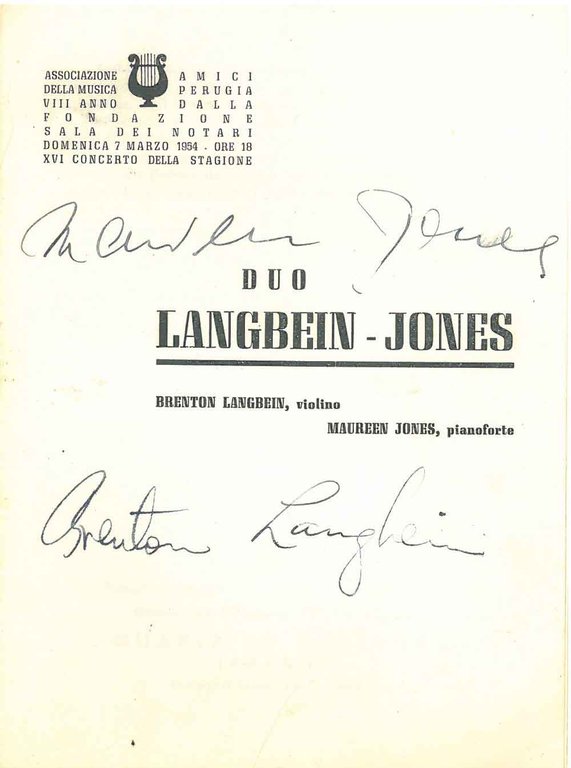 ASSOCIAZIONE AMICI
DELLA MUSICA PERUGIA
VIII ANNO DALLA
FONDAZIONE
SALA DEI NOTARI
DOMENICA 7 MARZO 1954 - ORE 18
XVI CONCERTO DELLA STAGIONE
Maureen Jones
DUO
LANGBEIN - JONES
BRENTON LANGBEIN, violino
MAUREEN JONES, pianoforte
Brenton Langbein